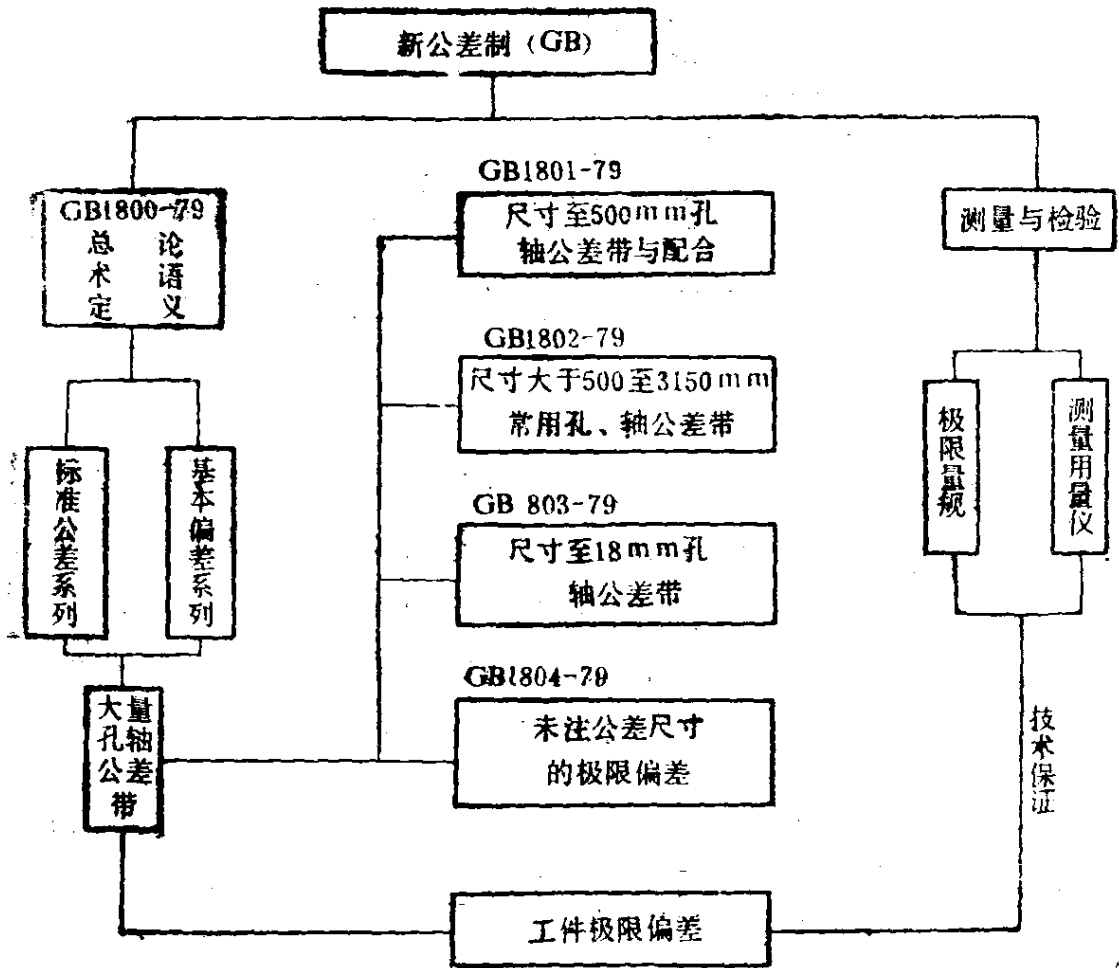 新公差制（GB）
GB1800-79
总论
术语
定义
标准公差系列
基本偏差系列
大量
孔轴
公差
带
GB1801-79
尺寸至500mm孔
轴公差带与配合
GB1802-79
尺寸大于500至3150mm
常用孔、轴公差带
GB 803-79
尺寸至18mm孔
轴公差带
GB1804-79
未注公差尺寸
的极限偏差
测量与检验
极限量规
测量用量仪
技术保证
工件极限偏差